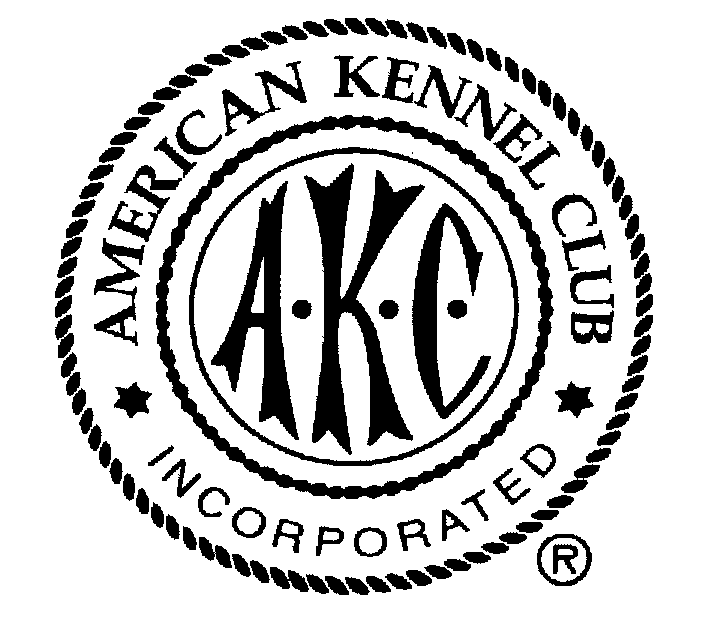 AMERICAN KENNEL CLUB
A·K·C·
INCORPORATED
®